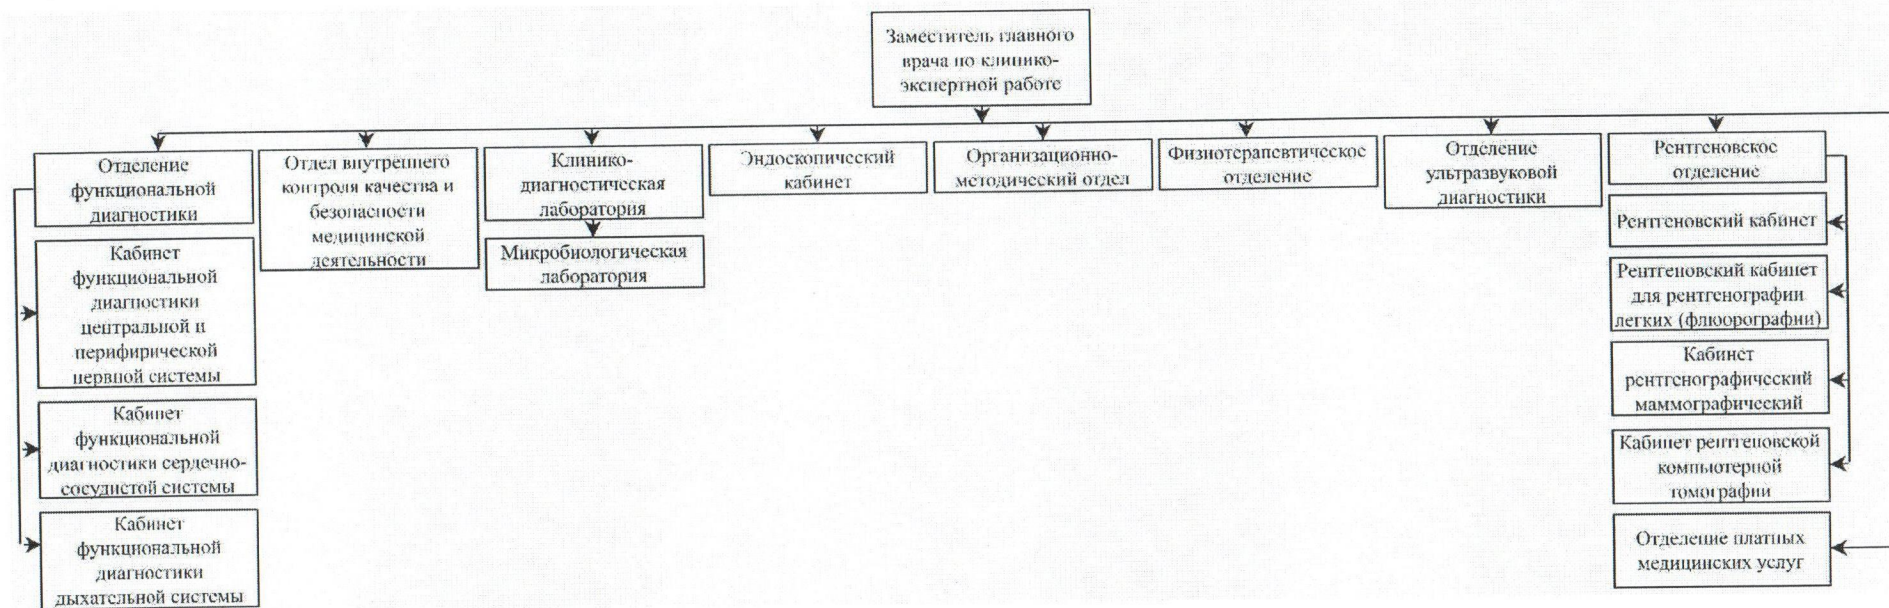 Заместитель главного
врача по клинико-
экспертной работе
Отделение
функциональной
диагностики
Отдел внутреннего
контроля качества и
безопасности
медицинской
деятельности
Клинико-
диагностическая
лаборатория
Эндоскопический
кабинет
Организационно-
методический отдел
Физиотерапевтическое
отделение
Отделение
ультразвуковой
диагностики
Рентгеновское
отделение
Кабинет
функциональной
диагностики
центральной и
перифирической
нервной системы
Кабинет
функциональной
диагностики сердечно-
сосудистой системы
Кабинет
функциональной
диагностики
дыхательной системы
Микробиологическая
лаборатория
Рентгеновский кабинет
Рентгеновский кабинет
для рентгенографии
легких (флюорографии)
Кабинет
рентгенографический
маммографический
Кабинет рентгеновской
компьютерной
томографии
Отделение платных
медицинских услуг